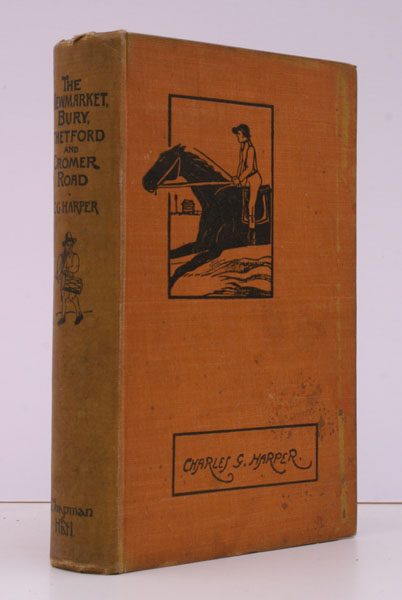 THE
NEWMARKET,
BURY,
THETFORD
AND
CROMER
ROAD
C.G. HARPER
Chapman
& Hall
CHARLES G. HARPER.